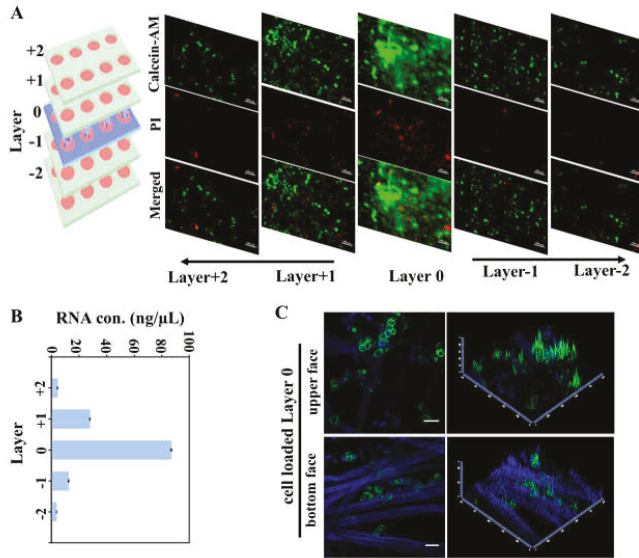 A
+2
+1
0
-1
-2
Layer
Calcein-AM
PI
Merged
Layer+2
Layer+1
Layer 0
Layer-1
Layer-2
B
RNA con. (ng/μL)
0
20
40
60
80
100
+2
+1
0
-1
-2
Layer
C
cell loaded Layer 0
upper face
bottom face